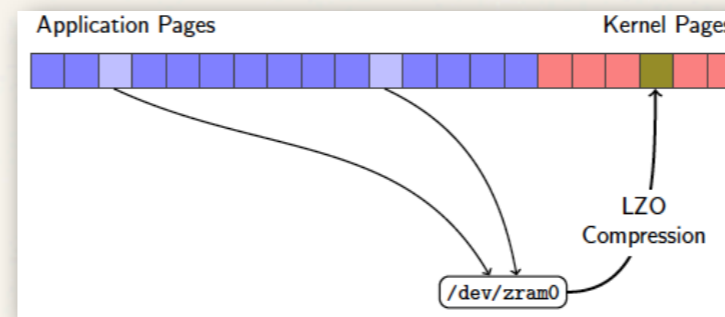 Application Pages
Kernel Pages
LZO
Compression
/dev/zram0